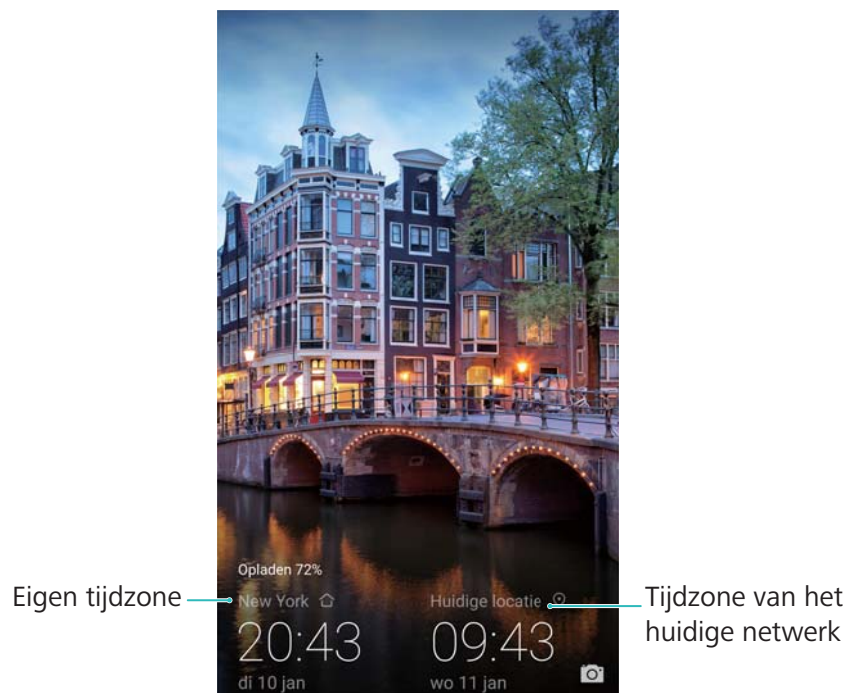 Opladen 72%
Eigen tijdzone
New York
Huidige locatie
Tijdzone van het
huidige netwerk
20:43
09:43
di 10 jan
wo 11 jan